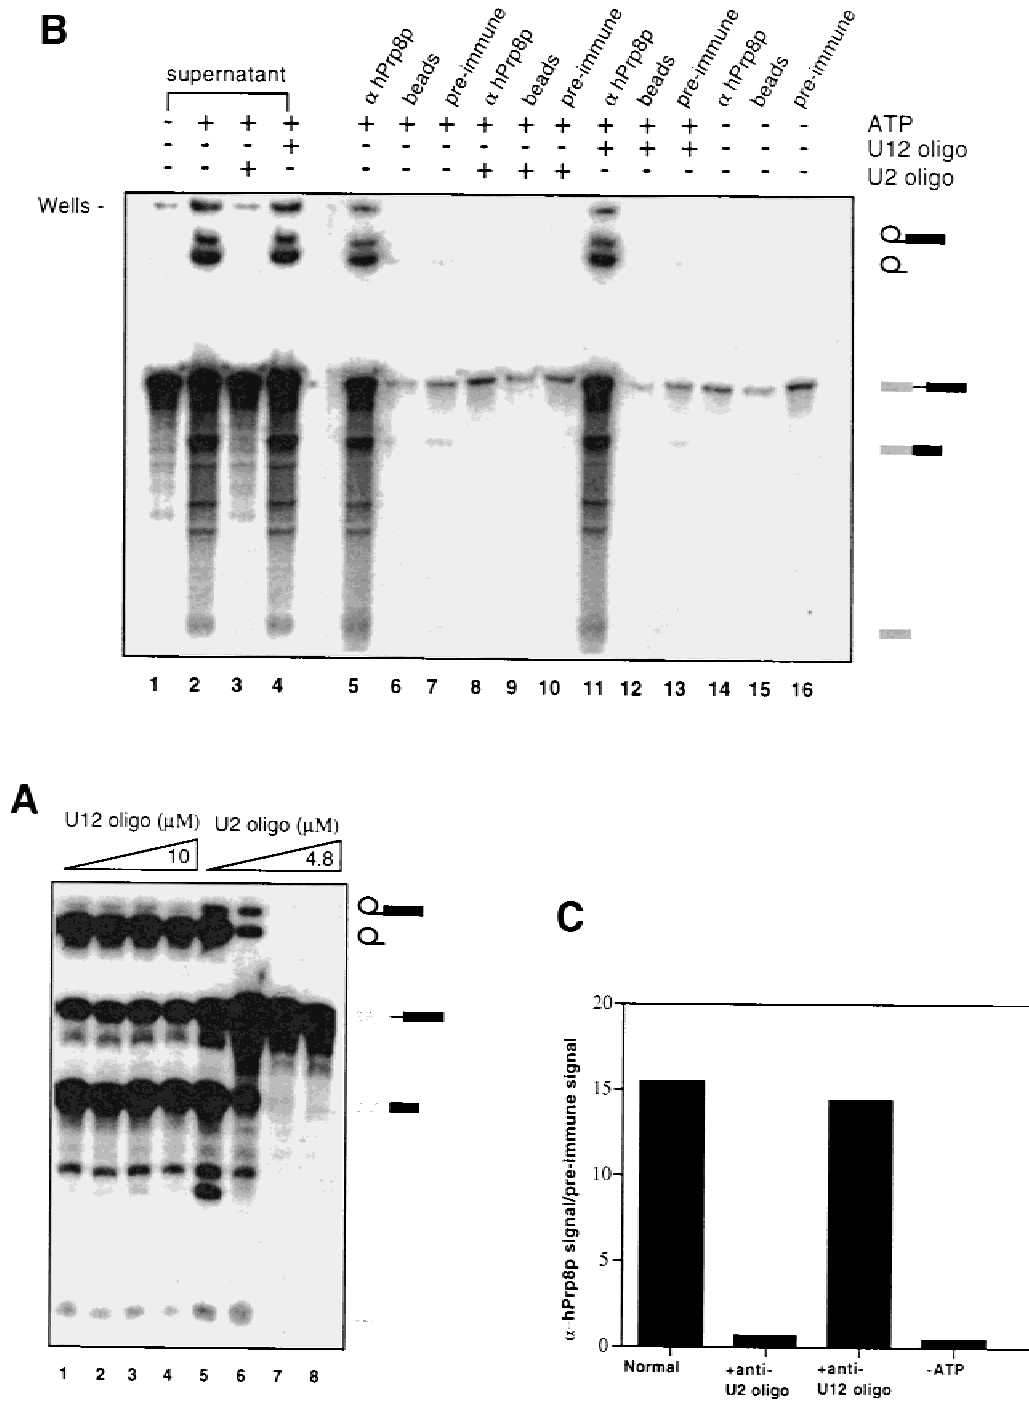 B
supernatant
α hPrp8p
beads
pre-immune
α hPrp8p
beads
pre-immune
α hPrp8p
beads
pre-immune
α hPrp8p
beads
pre-immune
- + + + + + + + + + + + + - - - ATP
- - - + - - - - - - + + + - - - U12 oligo
- - + - - - - + + + - - - - - - U2 oligo
Wells -
1 2 3 4 5 6 7 8 9 10 11 12 13 14 15 16
A
U12 oligo (µM) U2 oligo (µM)
10 4.8
1 2 3 4 5 6 7 8
C
α-hPrp8p signal/pre-immune signal
20
15
10
5
0
Normal
+anti-
U2 oligo
+anti-
U12 oligo
-ATP